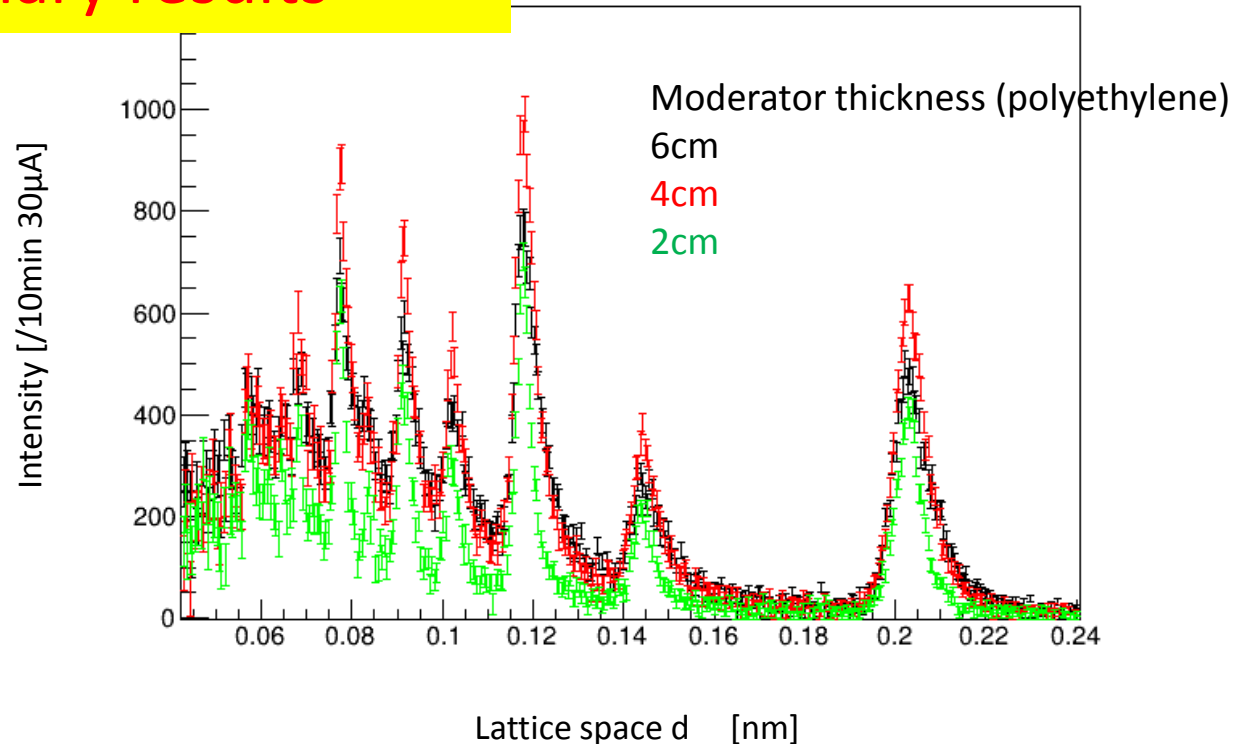 results
Moderator thickness (polyethylene)
6cm
4cm
2cm
Intensity [/10min 30μA]
1000
800
600
400
200
0
0.06 0.08 0.1 0.12 0.14 0.16 0.18 0.2 0.22 0.24
Lattice space d [nm]